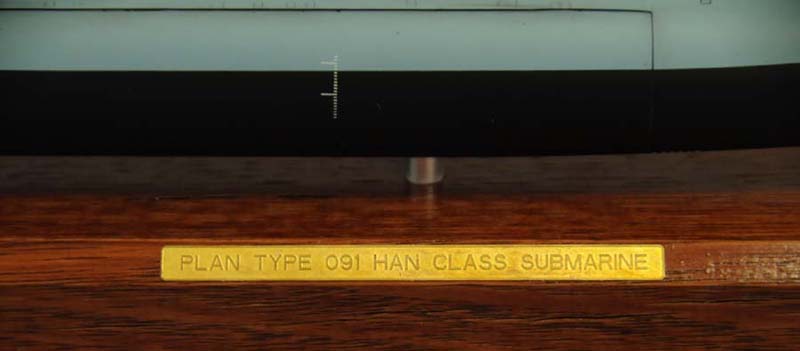 PLAN TYPE 091 HAN CLASS SUBMARINE